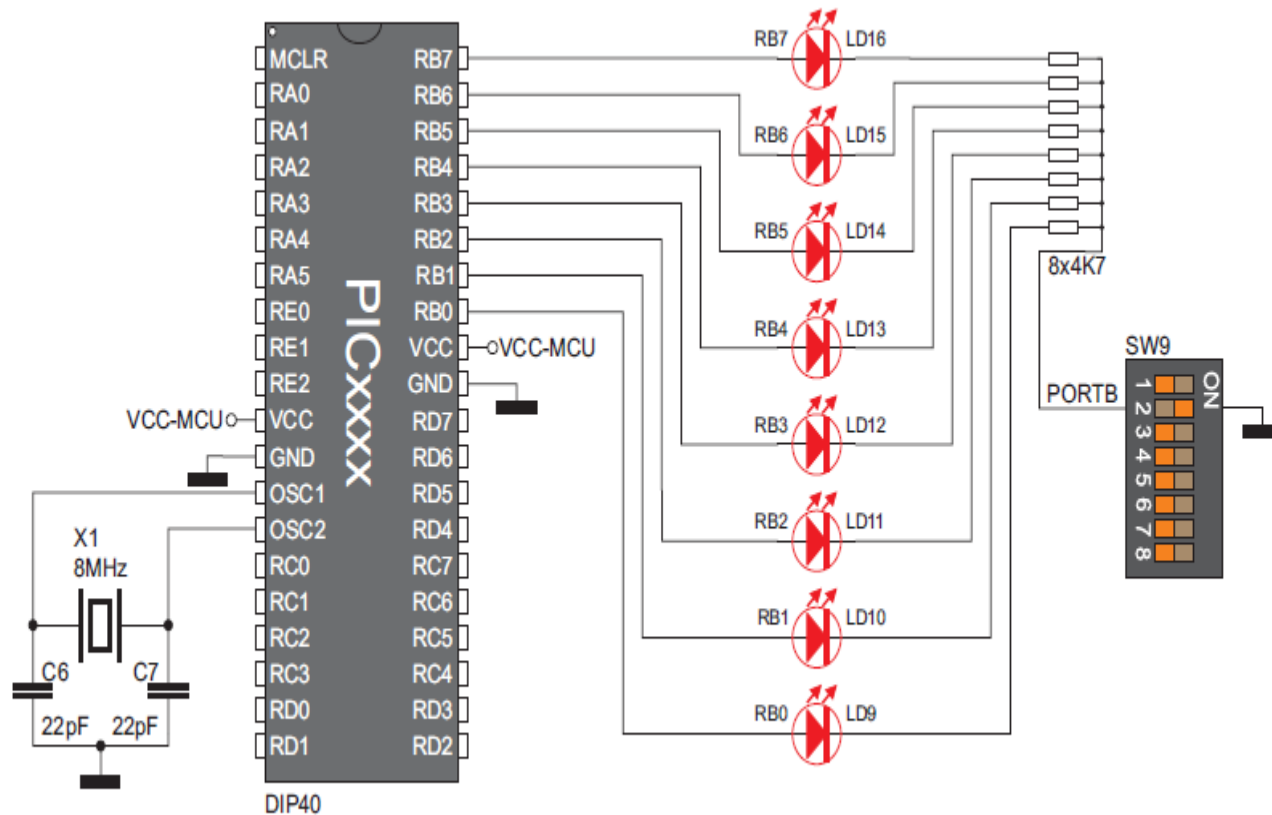 MCLR RB7
RA0 RB6
RA1 RB5
RA2 RB4
RA3 RB3
RA4 RB2
RA5 RB1
RE0 RB0
RE1 VCC
RE2 GND
VCC RD7
GND RD6
OSC1 RD5
OSC2 RD4
RC0 RC7
RC1 RC6
RC2 RC5
RC3 RC4
RD0 RD3
RD1 RD2
PICxxxx
DIP40
VCC-MCU
VCC-MCU
X1
8MHz
C6 C7
22pF 22pF
RB7 LD16
RB6 LD15
RB5 LD14
RB4 LD13
RB3 LD12
RB2 LD11
RB1 LD10
RB0 LD9
8x4K7
SW9
PORTB
ON
1
2
3
4
5
6
7
8